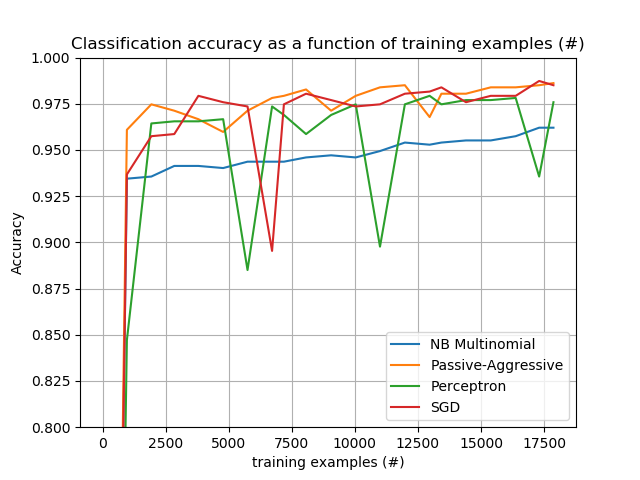 Classification accuracy as a function of training examples (#)
1.000
0.975
0.950
0.925
0.900
0.875
0.850
0.825
0.800
Accuracy
NB Multinomial
Passive-Aggressive
Perceptron
SGD
0 2500 5000 7500 10000 12500 15000 17500
training examples (#)